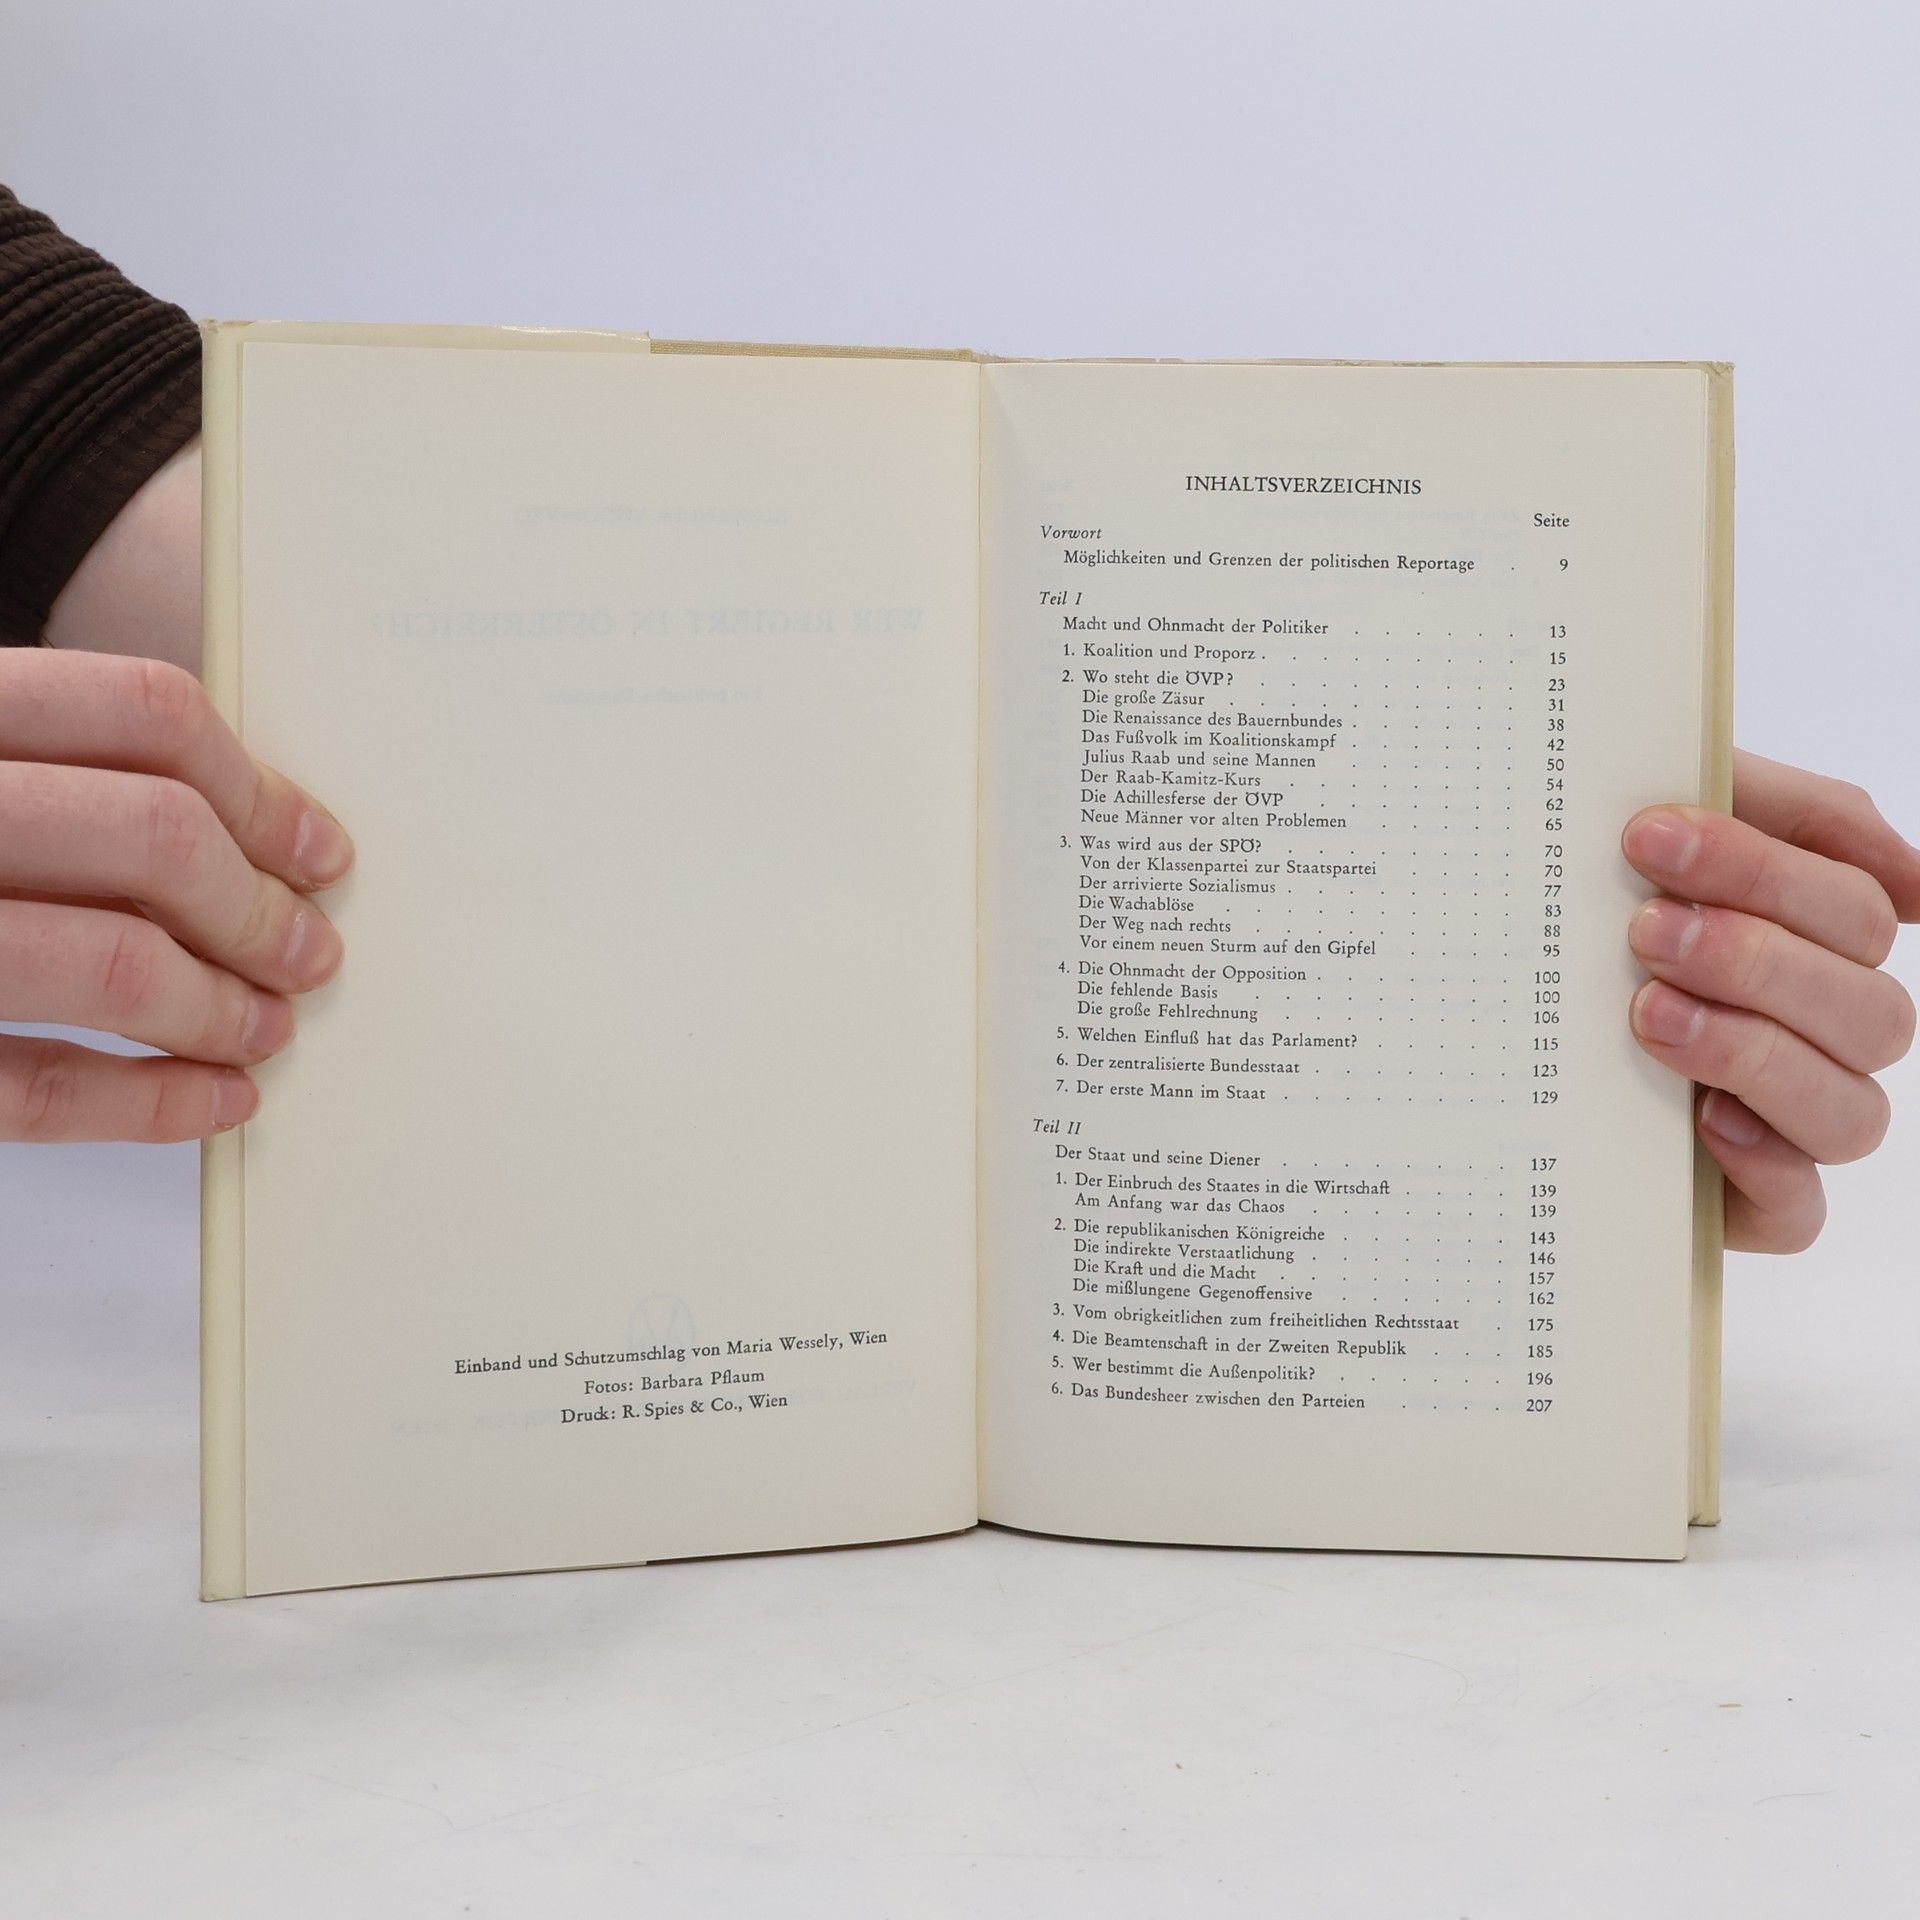 Einband und Schutzumschlag von Maria Wessely, Wien
Fotos: Barbara Pflaum
Druck: R. Spies & Co., Wien
INHALTSVERZEICHNIS
Seite
Vorwort
Möglichkeiten und Grenzen der politischen Reportage . 9
Teil I
Macht und Ohnmacht der Politiker . . . . . . 13
1. Koalition und Proporz . . . . . . . . . 15
2. Wo steht die ÖVP? . . . . . . . . . 23
Die große Zäsur . . . . . . . . . . 31
Die Renaissance des Bauernbundes . . . . . . 38
Das Fußvolk im Koalitionskampf . . . . . . 42
Julius Raab und seine Mannen . . . . . . 50
Der Raab-Kamitz-Kurs . . . . . . . . 54
Die Achillesferse der ÖVP . . . . . . . 62
Neue Männer vor alten Problemen . . . . . 65
3. Was wird aus der SPÖ? . . . . . . . . 70
Von der Klassenpartei zur Staatspartei . . . . 70
Der arrivierte Sozialismus . . . . . . . . 77
Die Wachablöse . . . . . . . . . . 83
Der Weg nach rechts . . . . . . . . . 88
Vor einem neuen Sturm auf den Gipfel . . . . 95
4. Die Ohnmacht der Opposition . . . . . . . 100
Die fehlende Basis . . . . . . . . . 100
Die große Fehlrechnung . . . . . . . . 106
5. Welchen Einfluß hat das Parlament? . . . . . 115
6. Der zentralisierte Bundesstaat . . . . . . . 123
7. Der erste Mann im Staat . . . . . . . . 129
Teil II
Der Staat und seine Diener . . . . . . . . 137
1. Der Einbruch des Staates in die Wirtschaft . . . . 139
Am Anfang war das Chaos . . . . . . . 139
2. Die republikanischen Königreiche . . . . . . 143
Die indirekte Verstaatlichung . . . . . . . 146
Die Kraft und die Macht . . . . . . . . 157
Die mißlungene Gegenoffensive . . . . . . 162
3. Vom obrigkeitlichen zum freiheitlichen Rechtsstaat . 175
4. Die Beamtenschaft in der Zweiten Republik . . . 185
5. Wer bestimmt die Außenpolitik? . . . . . . 196
6. Das Bundesheer zwischen den Parteien . . . . 207